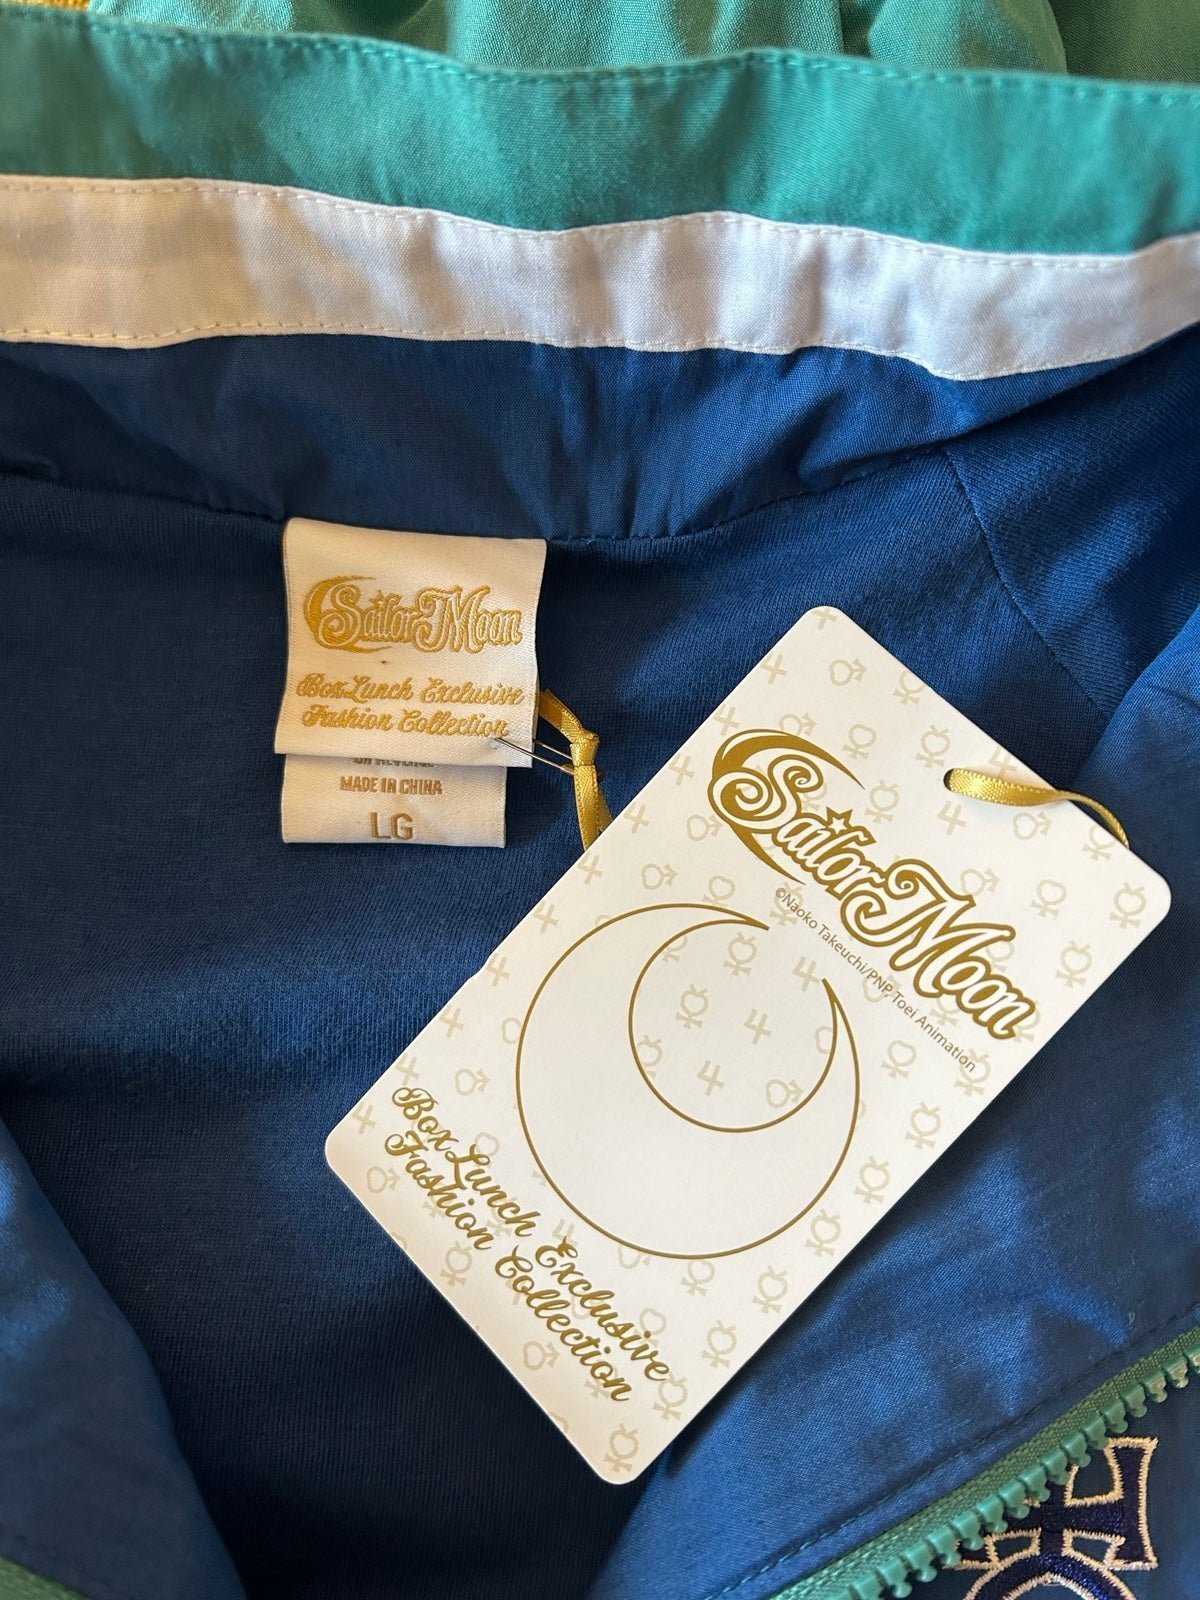 Sailor Moon
BoxLunch Exclusive
Fashion Collection
MADE IN CHINA
LG
Sailor Moon
©Naoko Takeuchi/PNP, Toei Animation
BoxLunch Exclusive
Fashion Collection